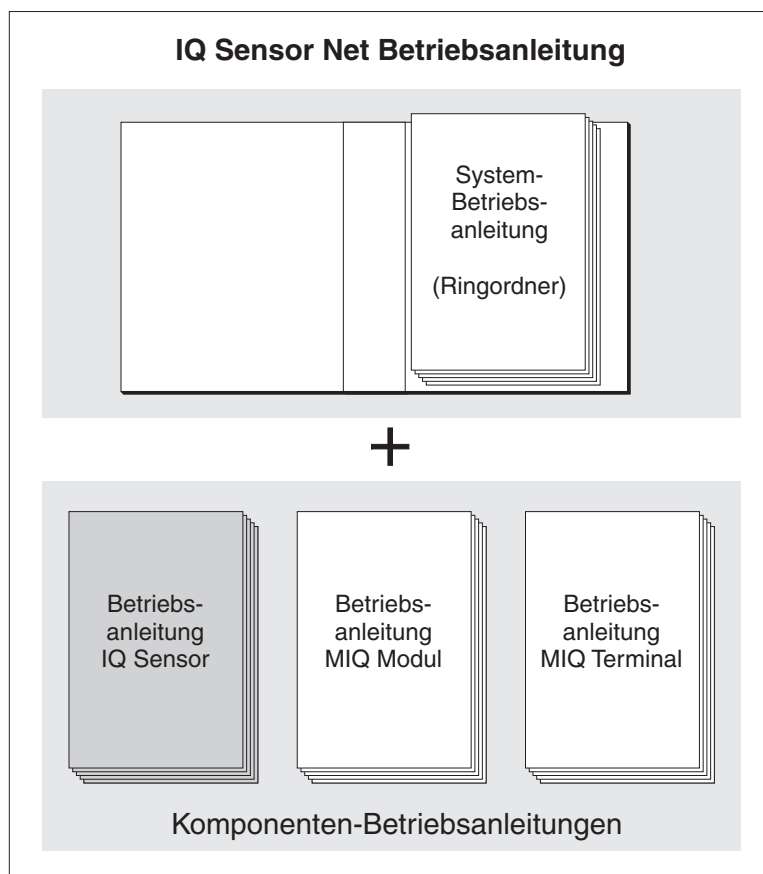 IQ Sensor Net Betriebsanleitung
System-
Betriebs-
anleitung
(Ringordner)
+
Betriebs-
anleitung
IQ Sensor
Betriebs-
anleitung
MIQ Modul
Betriebs-
anleitung
MIQ Terminal
Komponenten-Betriebsanleitungen